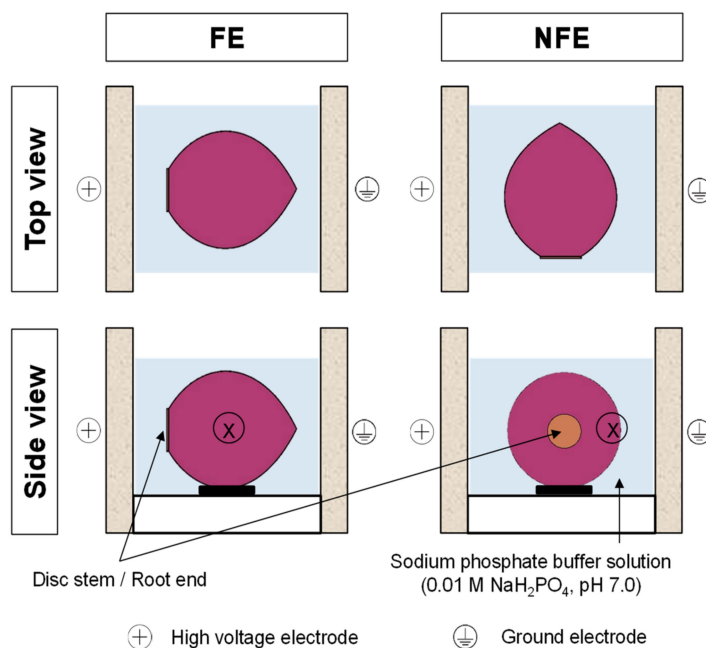 FE
NFE
Top view
+
+
Side view
+
X
+
X
Disc stem / Root end
Sodium phosphate buffer solution
(0.01 M NaH₂PO₄, pH 7.0)
+ High voltage electrode
Ground electrode